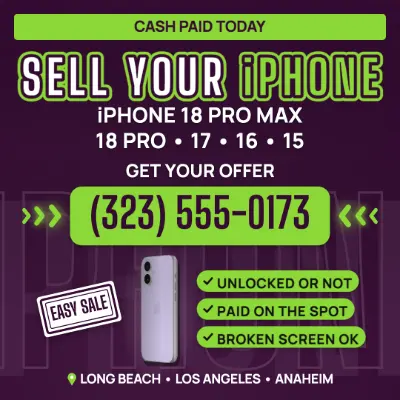 CASH PAID TODAY
SELL YOUR iPHONE
iPHONE 18 PRO MAX
18 PRO • 17 • 16 • 15
GET YOUR OFFER
(323) 555-0173
EASY SALE
UNLOCKED OR NOT
PAID ON THE SPOT
BROKEN SCREEN OK
LONG BEACH • LOS ANGELES • ANAHEIM